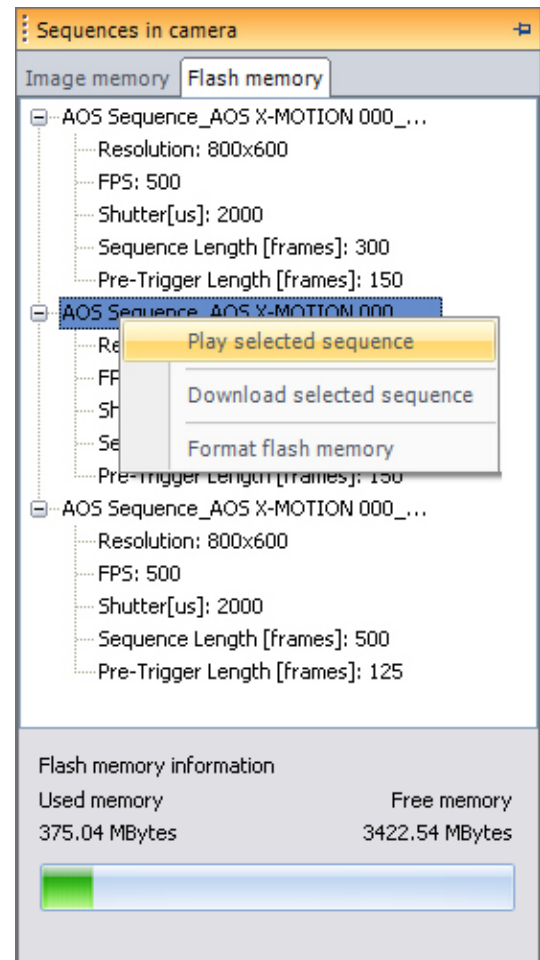 Sequences in camera
Image memory Flash memory
AOS Sequence_AOS X-MOTION 000_...
Resolution: 800x600
FPS: 500
Shutter[us]: 2000
Sequence Length [frames]: 300
Pre-Trigger Length [frames]: 150
AOS Sequence_AOS X-MOTION 000
Play selected sequence
Download selected sequence
Format flash memory
Pre-Trigger Length [frames]: 150
AOS Sequence_AOS X-MOTION 000_...
Resolution: 800x600
FPS: 500
Shutter[us]: 2000
Sequence Length [frames]: 500
Pre-Trigger Length [frames]: 125
Flash memory information
Used memory Free memory
375.04 MBytes 3422.54 MBytes